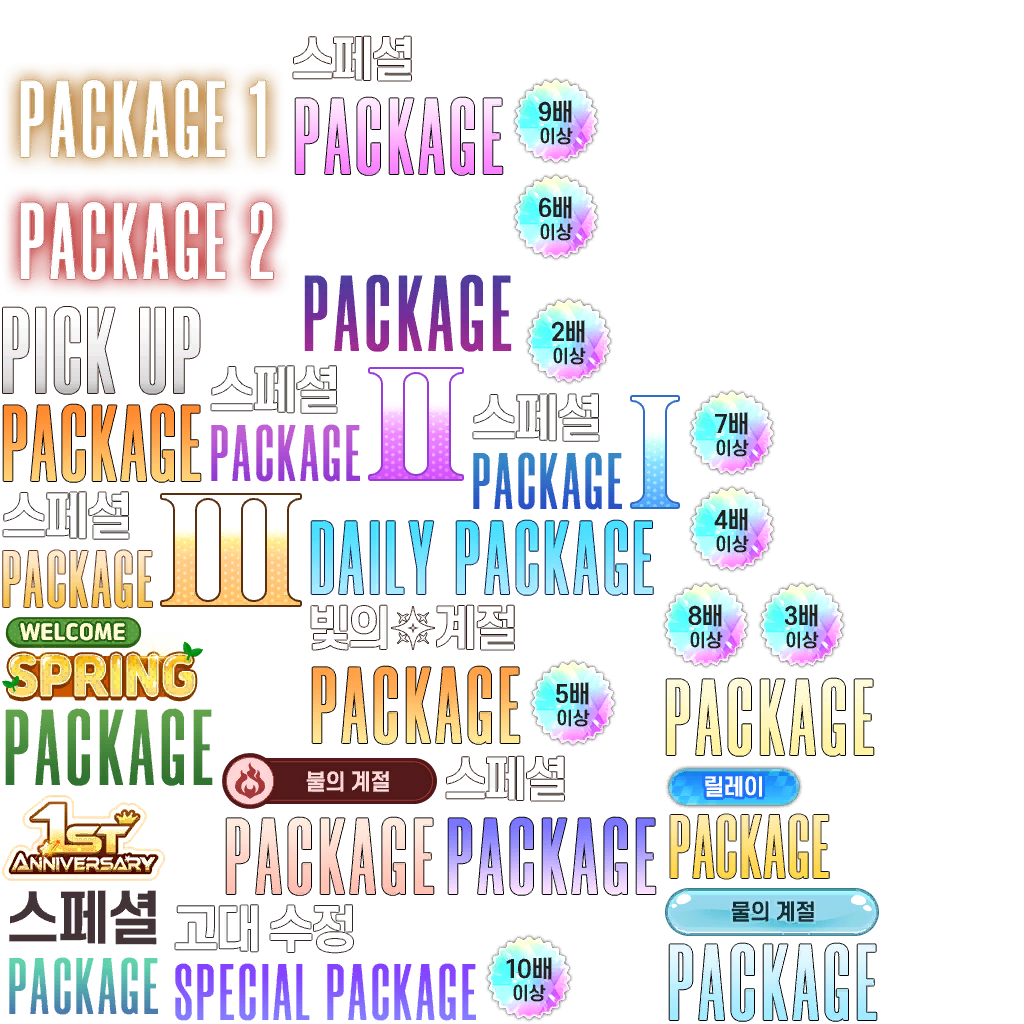 스페셜
PACKAGE
PACKAGE 1
9배
이상
6배
이상
PACKAGE 2
PACKAGE
2배
이상
PICK UP
PACKAGE
스페셜
PACKAGE II
스페셜
PACKAGE I
7배
이상
스페셜
PACKAGE III
DAILY PACKAGE
4배
이상
빛의 계절
PACKAGE
5배
이상
8배
이상
3배
이상
WELCOME
SPRING
PACKAGE
PACKAGE
불의 계절
PACKAGE
스페셜
PACKAGE
릴레이
PACKAGE
1ST
ANNIVERSARY
스페셜
PACKAGE
고대 수정
SPECIAL PACKAGE
10배
이상
물의 계절
PACKAGE